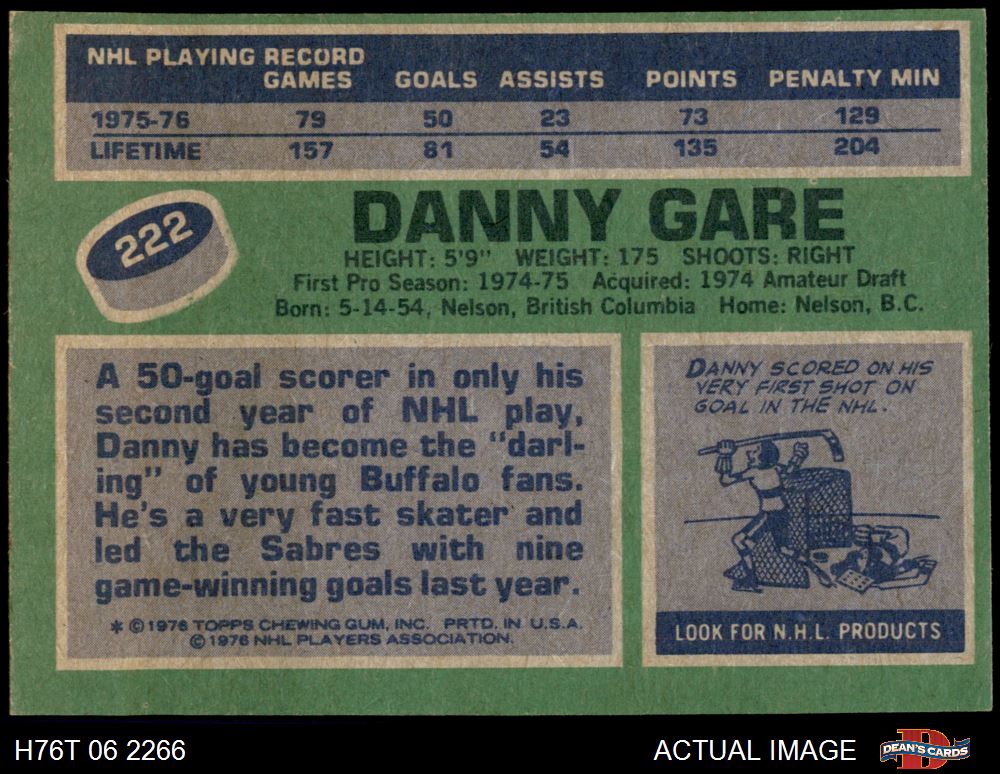 NHL PLAYING RECORD
GAMES GOALS ASSISTS POINTS PENALTY MIN
1975-76 79 50 23 73 129
LIFETIME 157 81 54 135 204
222
DANNY GARE
HEIGHT: 5'9" WEIGHT: 175 SHOOTS: RIGHT
First Pro Season: 1974-75 Acquired: 1974 Amateur Draft
Born: 5-14-54, Nelson, British Columbia Home: Nelson, B.C.
A 50-goal scorer in only his
second year of NHL play,
Danny has become the "darl-
ing" of young Buffalo fans.
He's a very fast skater and
led the Sabres with nine
game-winning goals last year.
* © 1976 TOPPS CHEWING GUM, INC. PRTD. IN U.S.A.
© 1976 NHL PLAYERS ASSOCIATION.
DANNY SCORED ON HIS
VERY FIRST SHOT ON
GOAL IN THE NHL.
LOOK FOR N.H.L. PRODUCTS
H76T 06 2266
ACTUAL IMAGE
DEAN'S CARDS